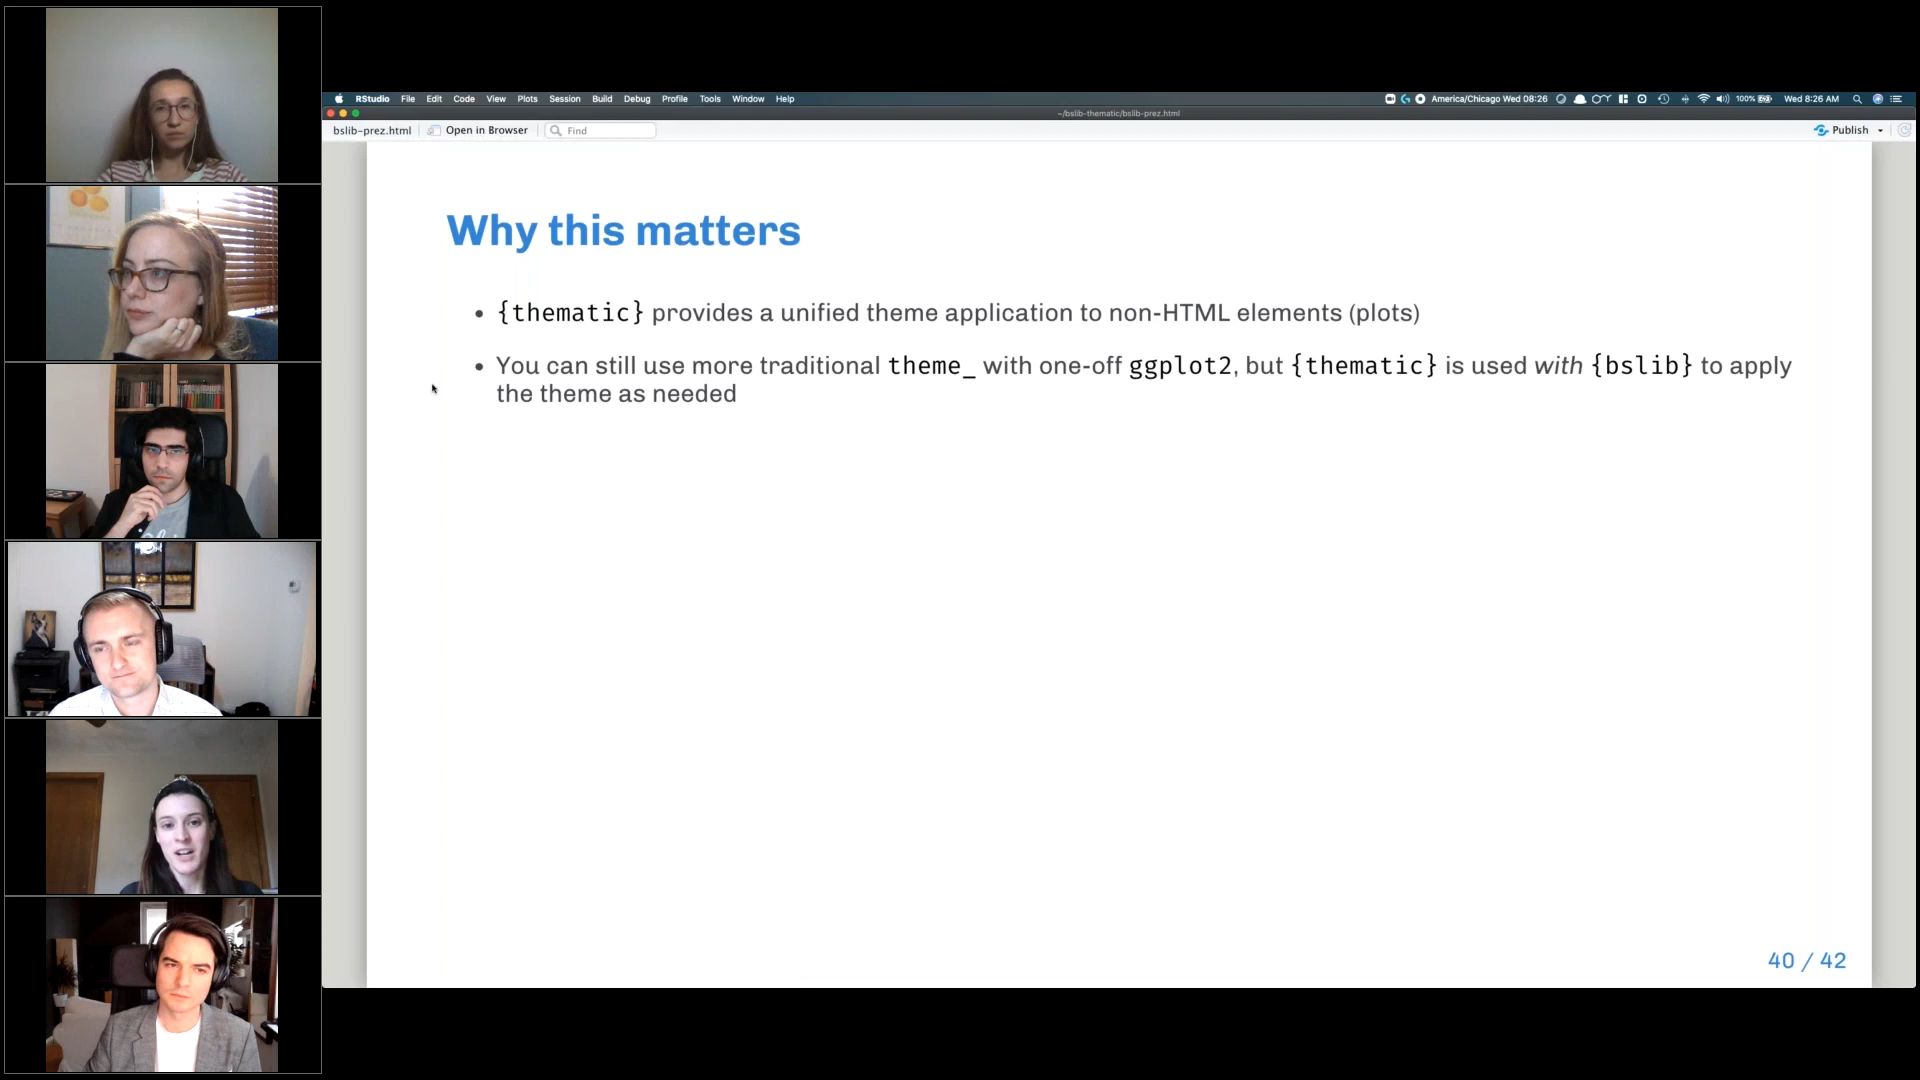 RStudio File Edit Code View Plots Session Build Debug Profile Tools Window Help America/Chicago Wed 08:26 100% Wed 8:26 AM
~/bslib-thematic/bslib-prez.html
bslib-prez.html Open in Browser Find Publish
Why this matters
• {thematic} provides a unified theme application to non-HTML elements (plots)
• You can still use more traditional theme_ with one-off ggplot2, but {thematic} is used with {bslib} to apply
the theme as needed
40 / 42